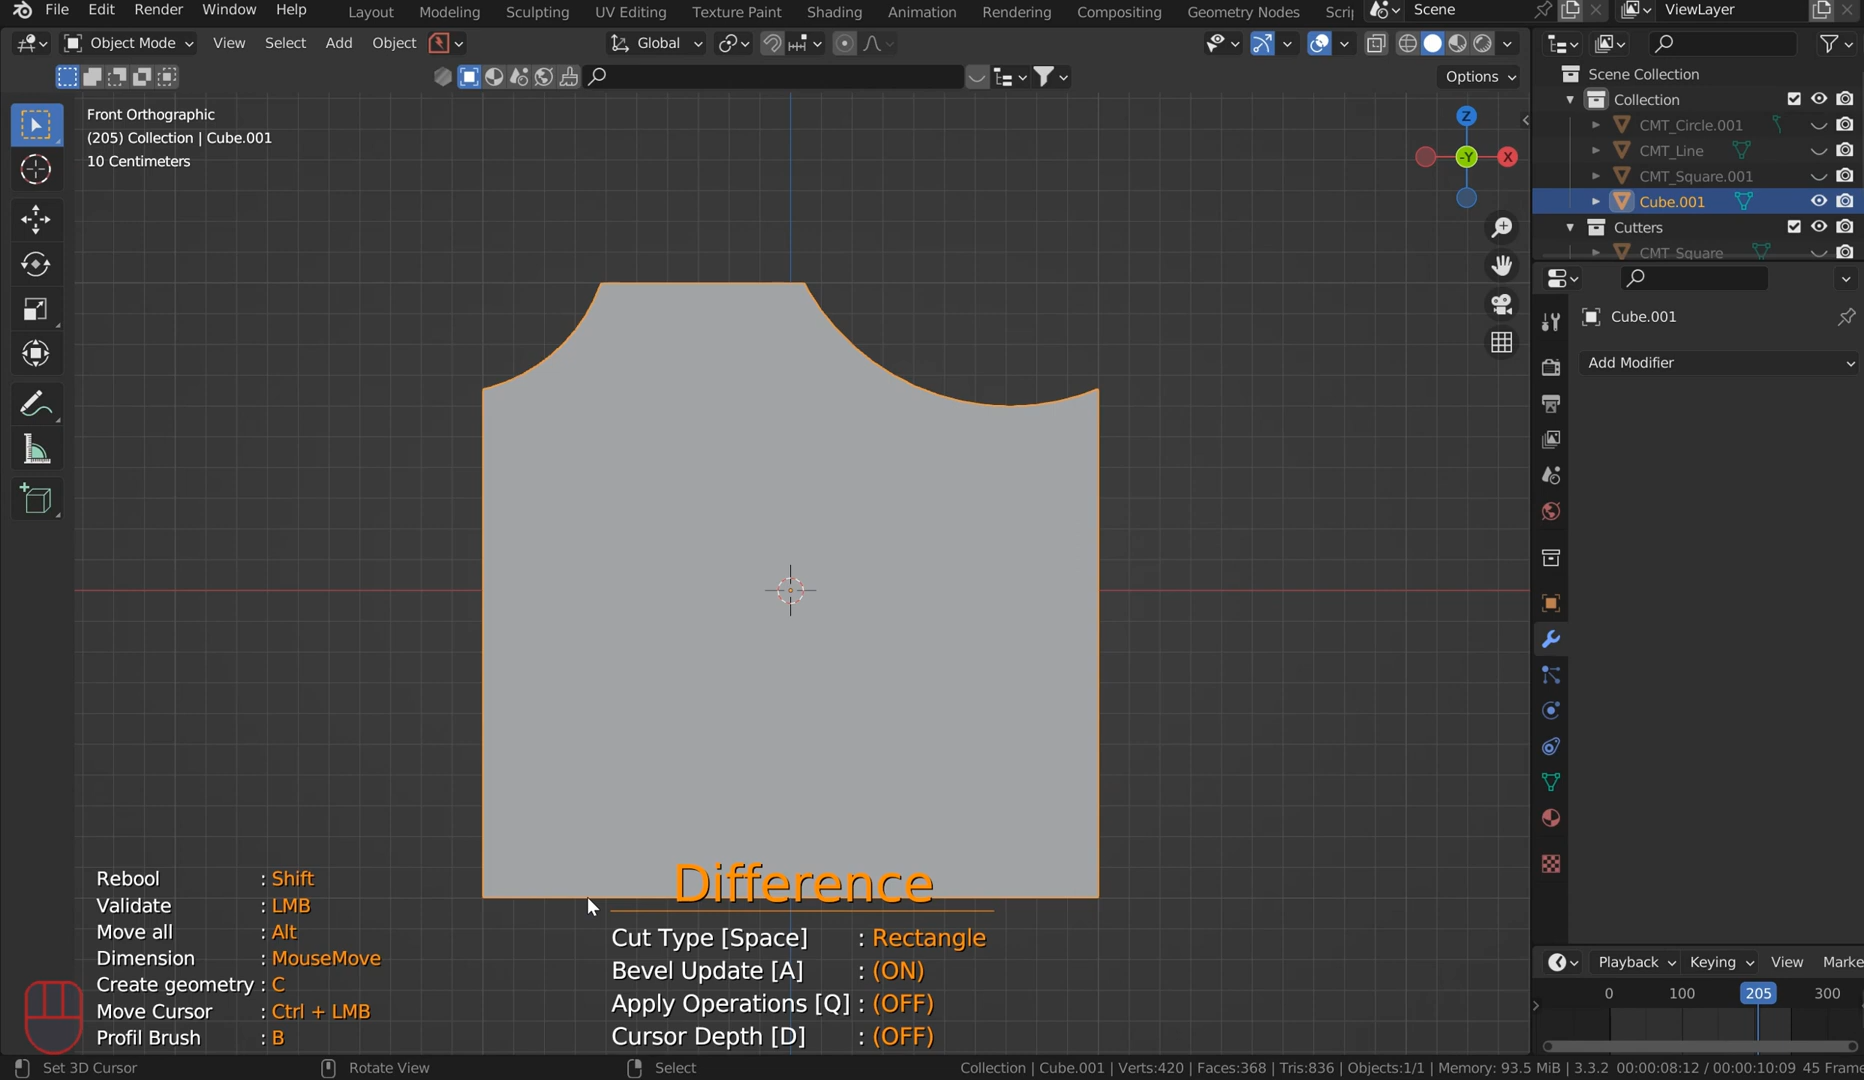 File Edit Render Window Help Layout Modeling Sculpting UV Editing Texture Paint Shading Animation Rendering Compositing Geometry Nodes Scrip Scene ViewLayer
Object Mode View Select Add Object Global
Options
Front Orthographic
(205) Collection | Cube.001
10 Centimeters
Z
-Y
X
Scene Collection
Collection
CMT_Circle.001
CMT_Line
CMT_Square.001
Cube.001
Cutters
CMT_Square
Cube.001
Add Modifier
Rebool : Shift
Validate : LMB
Move all : Alt
Dimension : MouseMove
Create geometry : C
Move Cursor : Ctrl + LMB
Profil Brush : B
Difference
Cut Type [Space] : Rectangle
Bevel Update [A] : (ON)
Apply Operations [Q] : (OFF)
Cursor Depth [D] : (OFF)
Playback Keying View Marke
0 100 205 300
Set 3D Cursor Rotate View Select Collection | Cube.001 | Verts:420 | Faces:368 | Tris:836 | Objects:1/1 | Memory: 93.5 MiB | 3.3.2 00:00:08:12 / 00:00:10:09 45 Frame